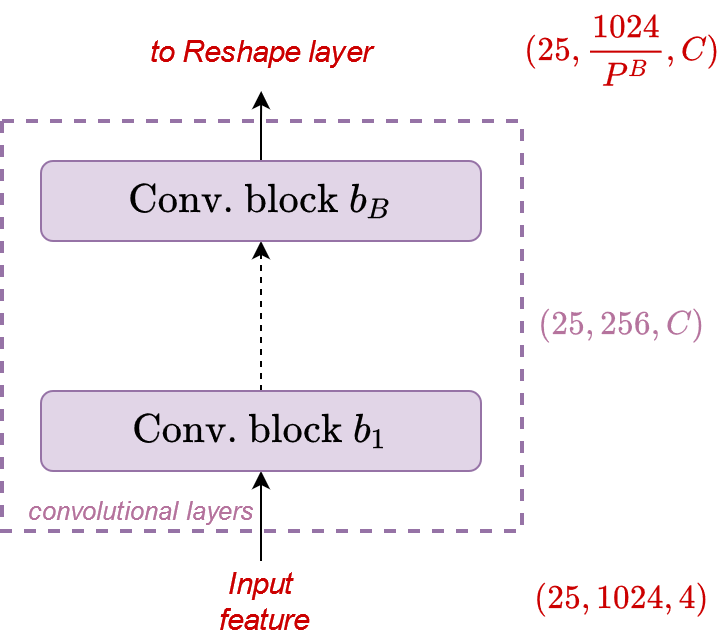 to Reshape layer
(25, \frac{1024}{P^B}, C)
Conv. block b_B
(25, 256, C)
Conv. block b_1
convolutional layers
Input
feature
(25, 1024, 4)